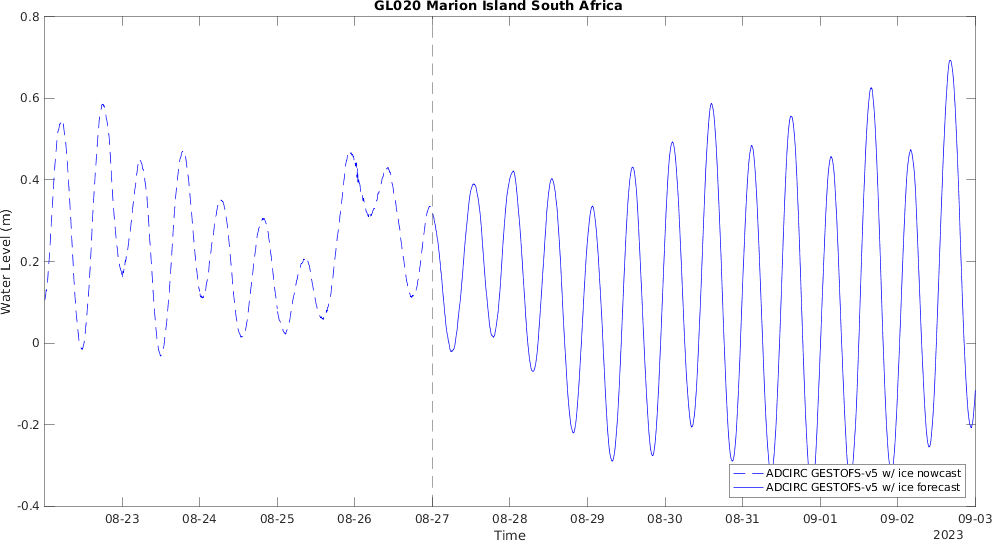 GL020 Marion Island South Africa
Water Level (m)
0.8
0.6
0.4
0.2
0
-0.2
-0.4
ADCIRC GESTOFS-v5 w/ ice nowcast
ADCIRC GESTOFS-v5 w/ ice forecast
08-23 08-24 08-25 08-26 08-27 08-28 08-29 08-30 08-31 09-01 09-02 09-03
Time
2023